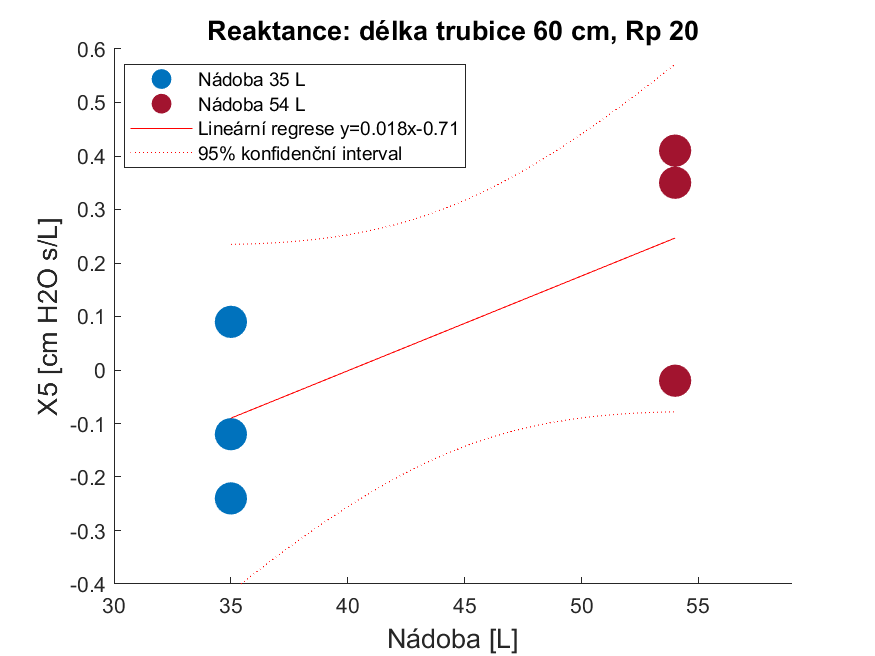 Reaktance: délka trubice 60 cm, Rp 20
0.6
0.5
0.4
0.3
0.2
0.1
0
-0.1
-0.2
-0.3
-0.4
X5 [cm H2O s/L]
Nádoba 35 L
Nádoba 54 L
Lineární regrese y=0.018x-0.71
95% konfidenční interval
30 35 40 45 50 55
Nádoba [L]